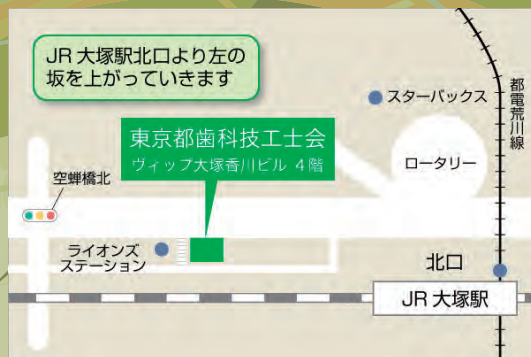 JR 大塚駅北口より左の
坂を上がっていきます
東京都歯科技工士会
ヴィップ大塚香川ビル 4階
スターバックス
都電荒川線
ロータリー
空蝉橋北
ライオンズ
ステーション
北口
JR 大塚駅